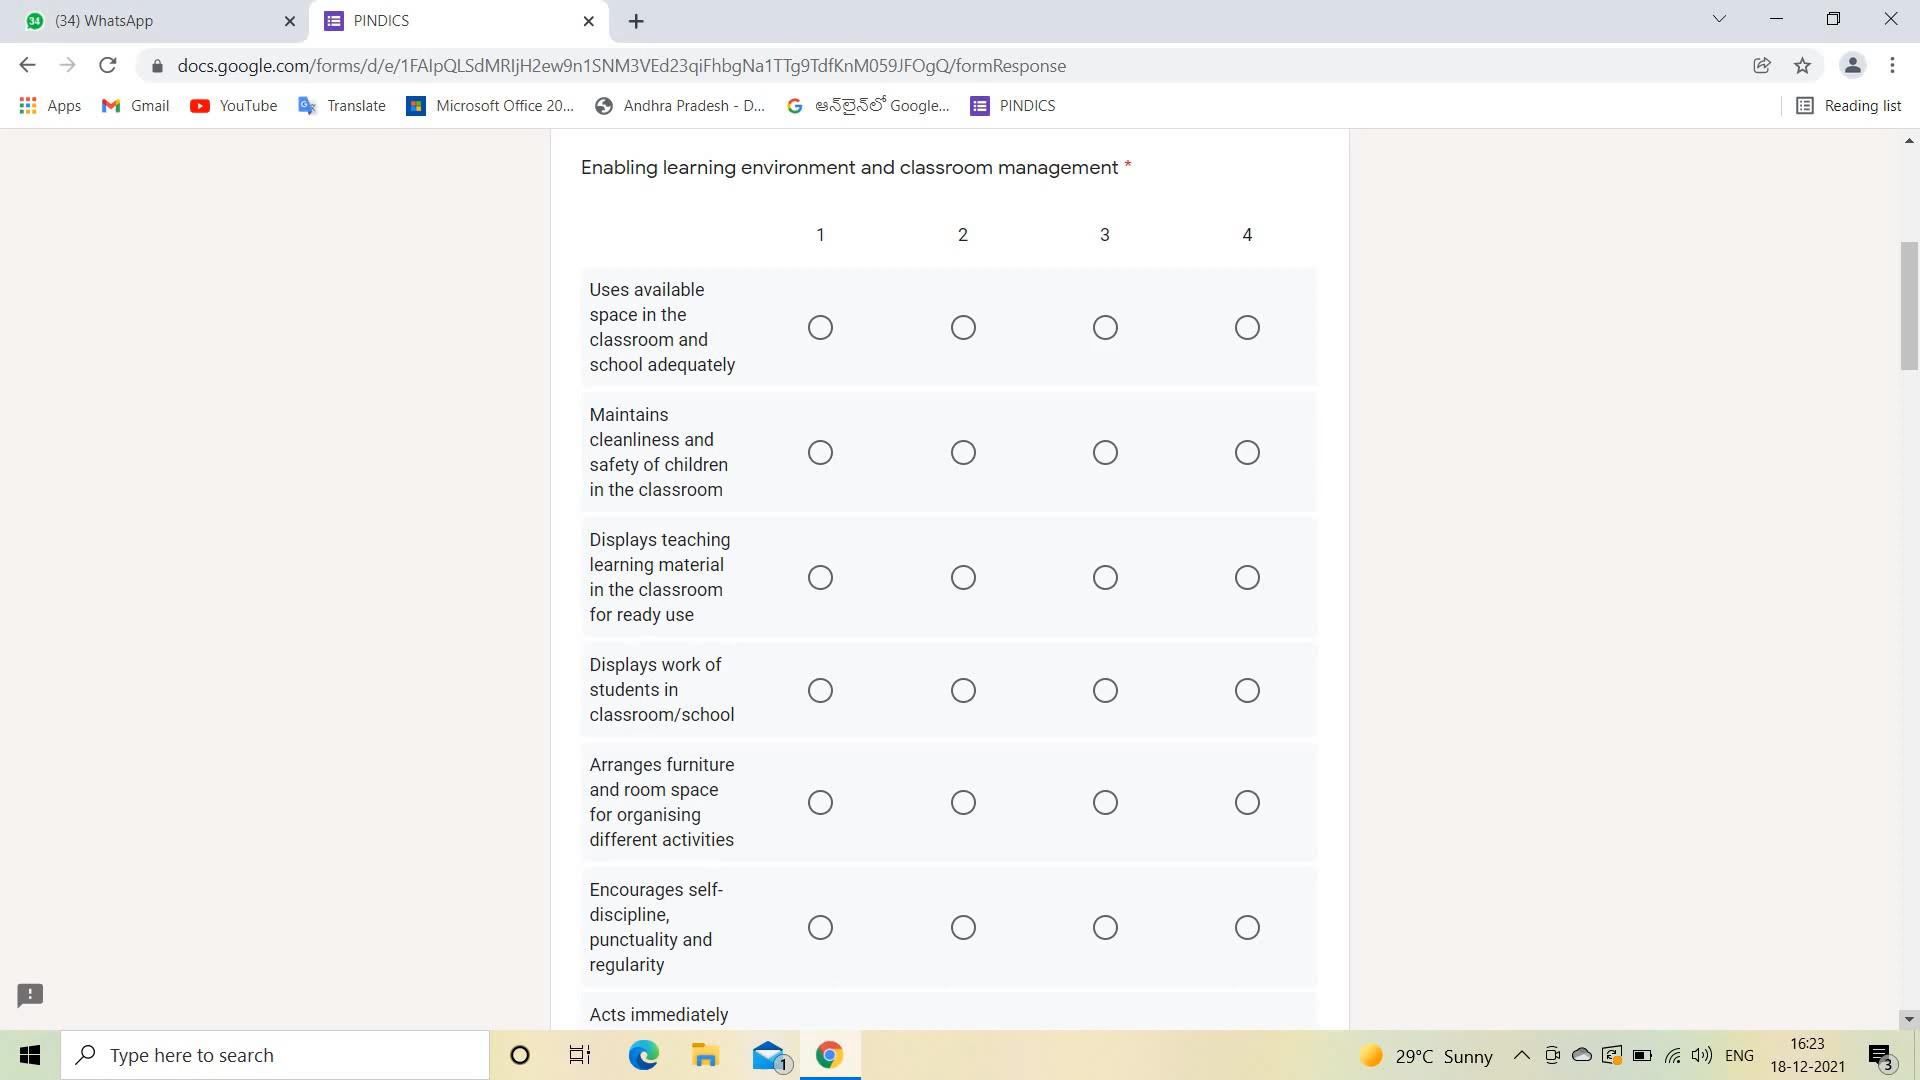 34 (34) WhatsApp PINDICS
docs.google.com/forms/d/e/1FAIpQLSdMRIjH2ew9n1SNM3VEd23qiFhbgNa1TTg9TdfKnM059JFOgQ/formResponse
Apps Gmail YouTube Translate Microsoft Office 20... Andhra Pradesh - D... ఆన్‌లైన్‌లో Google... PINDICS Reading list
Enabling learning environment and classroom management *
1 2 3 4
Uses available
space in the
classroom and
school adequately
Maintains
cleanliness and
safety of children
in the classroom
Displays teaching
learning material
in the classroom
for ready use
Displays work of
students in
classroom/school
Arranges furniture
and room space
for organising
different activities
Encourages self-
discipline,
punctuality and
regularity
Acts immediately
Type here to search 1 29°C Sunny ENG 16:23
18-12-2021 3